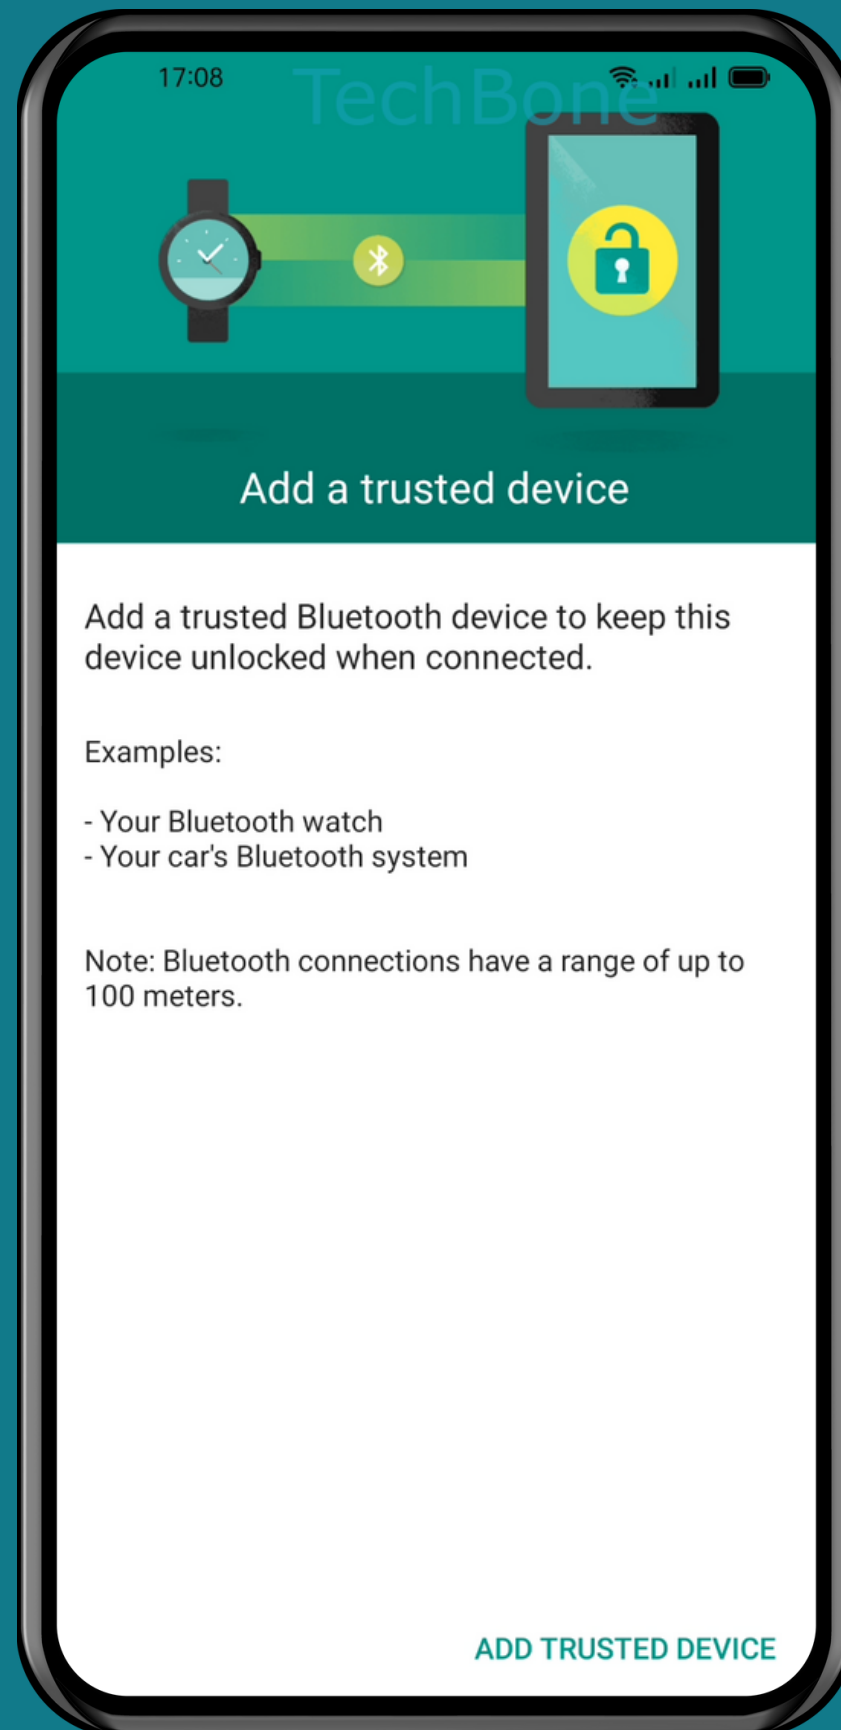 17:08
TechBone
Add a trusted device
Add a trusted Bluetooth device to keep this
device unlocked when connected.
Examples:
- Your Bluetooth watch
- Your car's Bluetooth system
Note: Bluetooth connections have a range of up to
100 meters.
ADD TRUSTED DEVICE